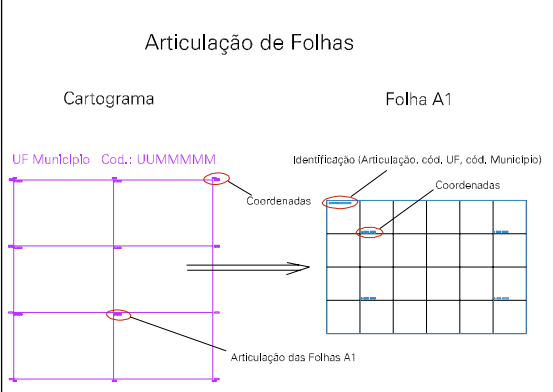 Articulação de Folhas
Cartograma
Folha A1
UF Município Cod.: UUMMMMM
Identificação (Articulação, cód. UF, cód. Município)
Coordenadas
Coordenadas
Articulação das Folhas A1